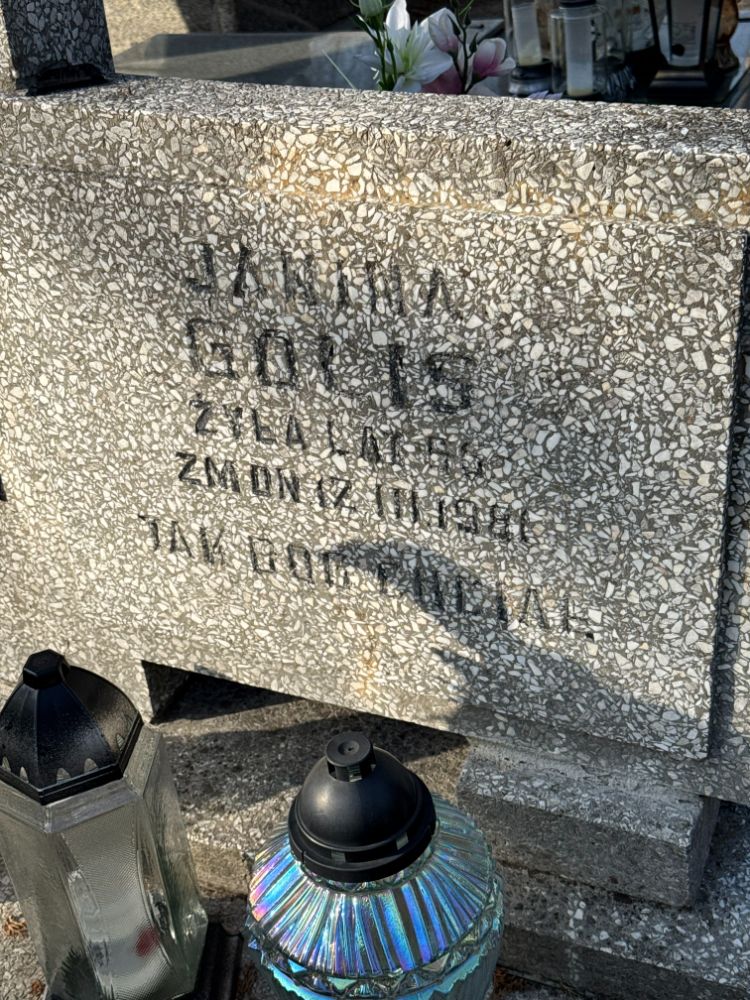 JANINA
GOLIS
ŻYŁA LAT
ZM DN 12 III 1981
TAK BÓG CHCIAŁ